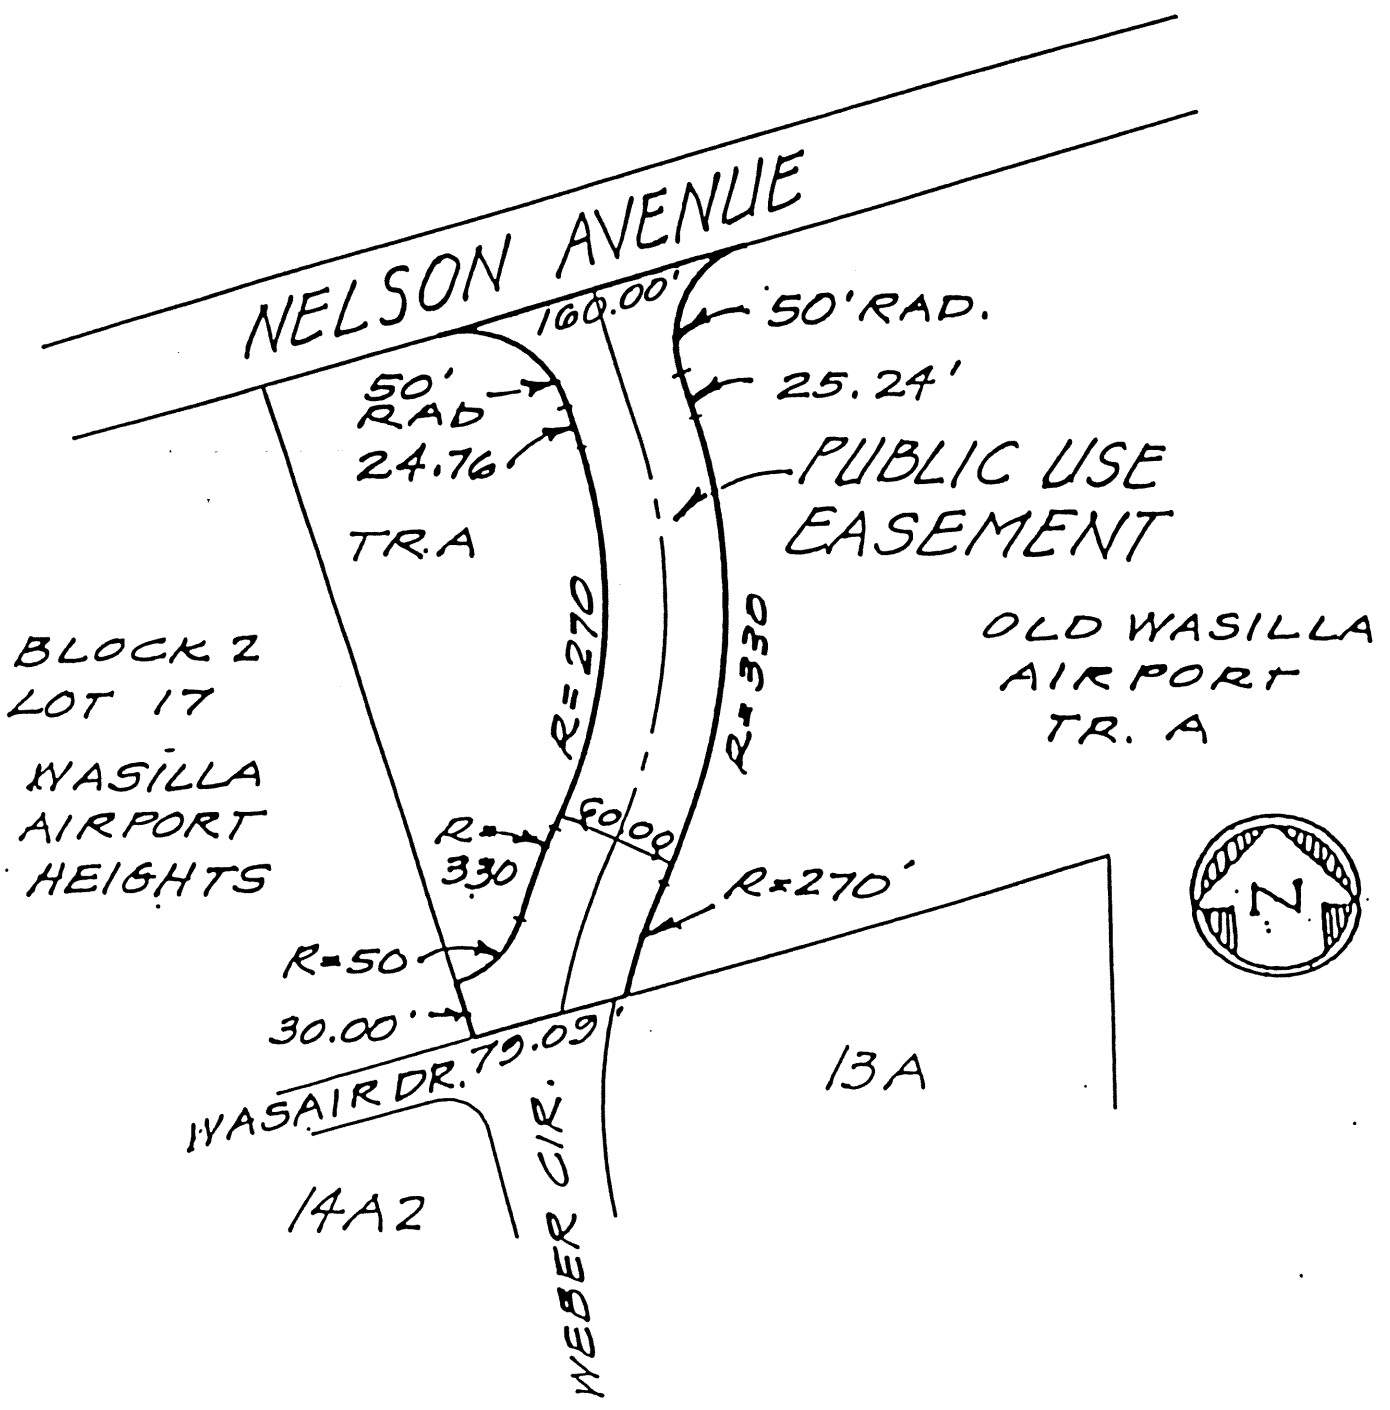 NELSON AVENUE
160.00'
50' RAD.
50'
RAD
25.24'
24.76
PUBLIC USE
EASEMENT
TR. A
R=270
R=330
OLD WASILLA
AIRPORT
TR. A
BLOCK 2
LOT 17
WASILLA
AIRPORT
HEIGHTS
60.00
R=
330
R=270'
N
R=50
30.00'
79.09'
WASAIR DR.
13A
14A2
WEBER CIR.